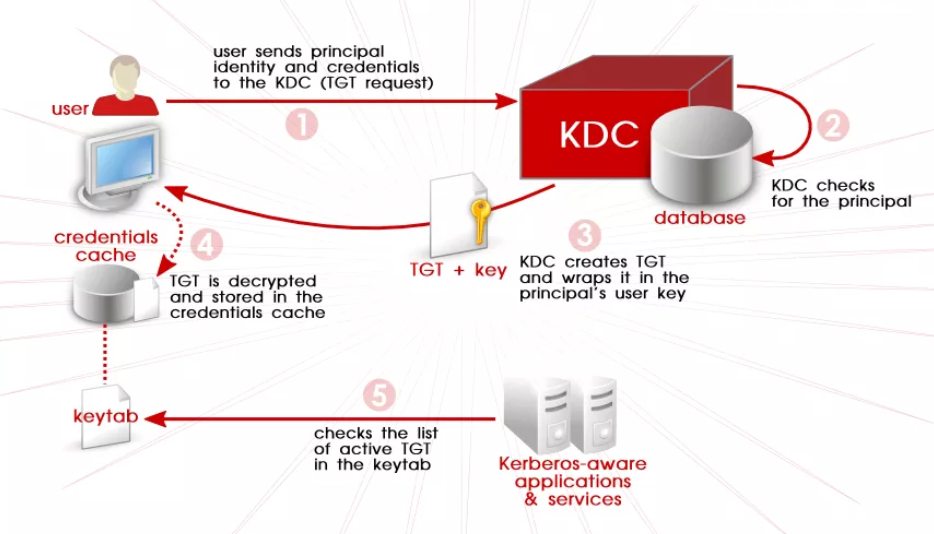 user sends principal
identity and credentials
to the KDC (TGT request)
user
1
KDC
2
KDC checks
for the principal
database
credentials
cache
4
TGT is decrypted
and stored in the
credentials cache
TGT + key
3
KDC creates TGT
and wraps it in the
principal's user key
keytab
5
checks the list
of active TGT
in the keytab
Kerberos-aware
applications
& services